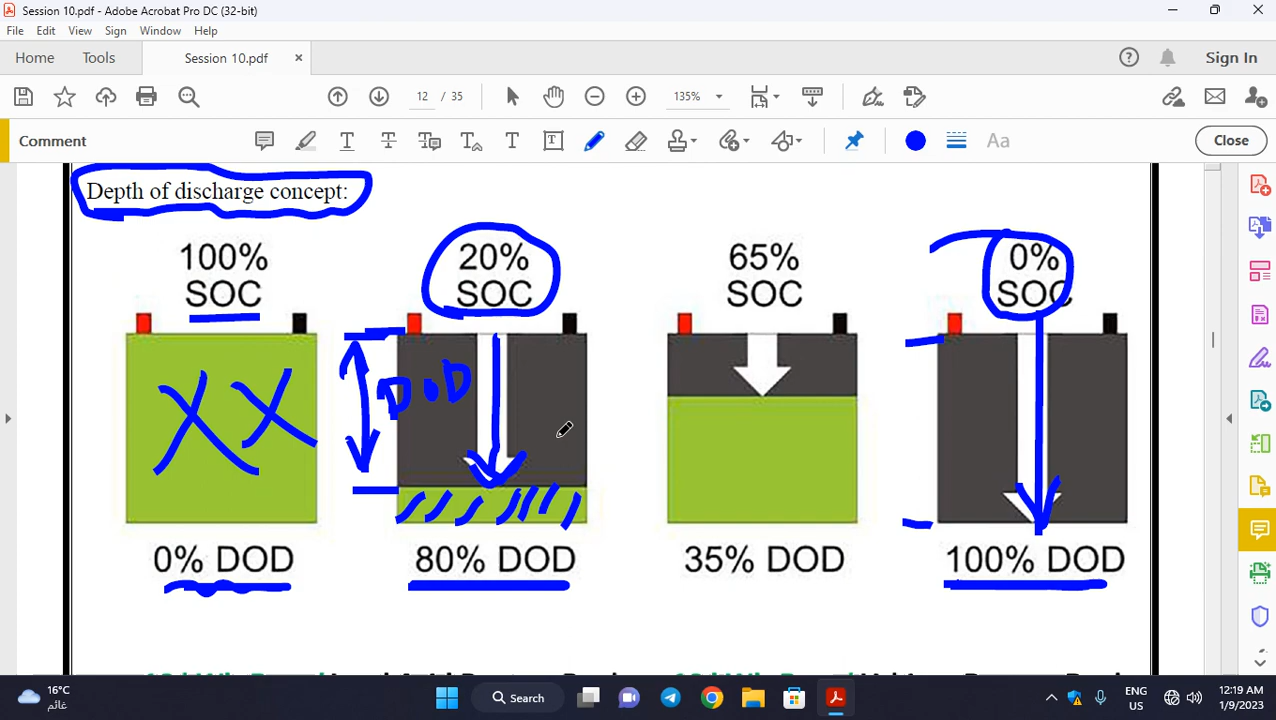 Session 10.pdf - Adobe Acrobat Pro DC (32-bit)
File Edit View Sign Window Help
Home Tools Session 10.pdf × Sign In
12 / 35 135%
Comment Close
Depth of discharge concept:
100% SOC
20% SOC
65% SOC
0% SOC
XX
DOD
0% DOD
80% DOD
35% DOD
100% DOD
16°C
غائم
Search
ENG
US
12:19 AM
1/9/2023